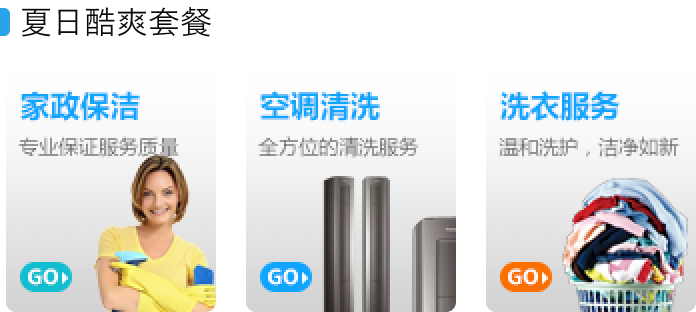 夏日酷爽套餐
家政保洁
专业保证服务质量
GO
空调清洗
全方位的清洗服务
GO
洗衣服务
温和洗护，洁净如新
GO